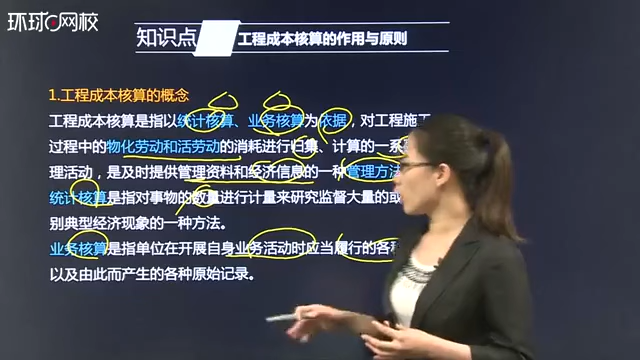 环球网校
知识点
工程成本核算的作用与原则
1.工程成本核算的概念
工程成本核算是指以统计核算、业务核算为依据，对工程施工
过程中的物化劳动和活劳动的消耗进行归集、计算的一系
理活动，是及时提供管理资料和经济信息的一种管理方法
统计核算是指对事物的数量进行计量来研究监督大量的或
别典型经济现象的一种方法。
业务核算是指单位在开展自身业务活动时应当履行的各种
以及由此而产生的各种原始记录。